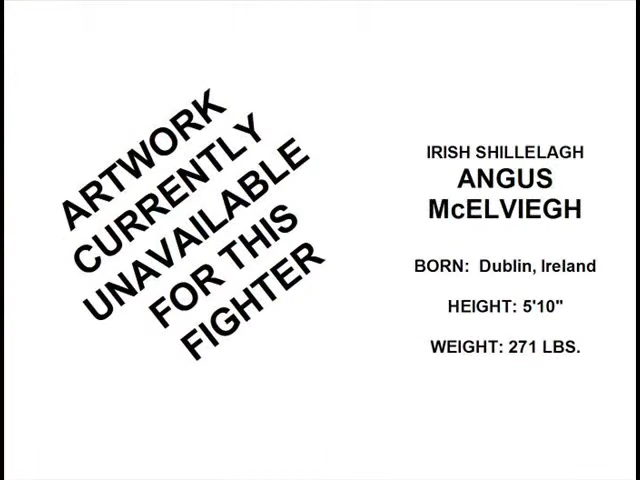 ARTWORK
CURRENTLY
UNAVAILABLE
FOR THIS
FIGHTER
IRISH SHILLELAGH
ANGUS
McELVIEGH
BORN:  Dublin, Ireland
HEIGHT: 5'10"
WEIGHT: 271 LBS.